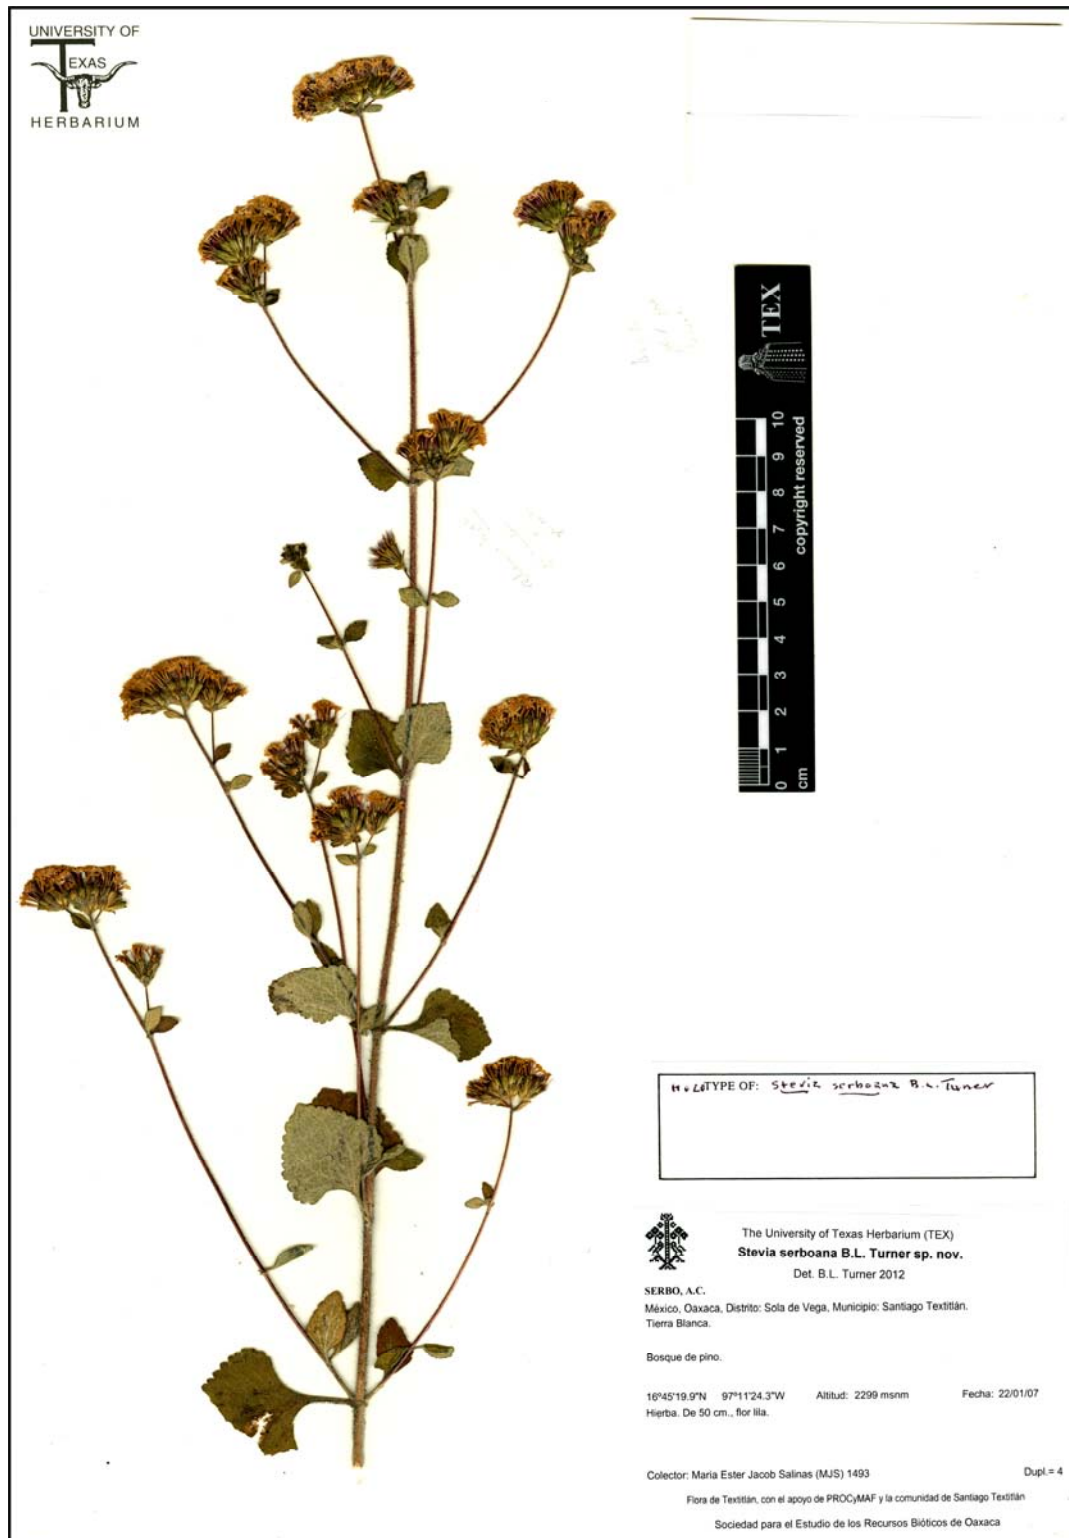 UNIVERSITY OF
TEXAS
HERBARIUM
TEX
copyright reserved
0 1 2 3 4 5 6 7 8 9 10
cm
HOLOTYPE OF: Stevia serboana B.L. Turner
The University of Texas Herbarium (TEX)
Stevia serboana B.L. Turner sp. nov.
Det. B.L. Turner 2012
SERBO, A.C.
México, Oaxaca, Distrito: Sola de Vega, Municipio: Santiago Textitlán.
Tierra Blanca.
Bosque de pino.
16º45'19.9"N 97º11'24.3"W Altitud: 2299 msnm Fecha: 22/01/07
Hierba. De 50 cm., flor lila.
Colector: Maria Ester Jacob Salinas (MJS) 1493 Dupl.= 4
Flora de Textitlán, con el apoyo de PROCyMAF y la comunidad de Santiago Textitlán
Sociedad para el Estudio de los Recursos Bióticos de Oaxaca